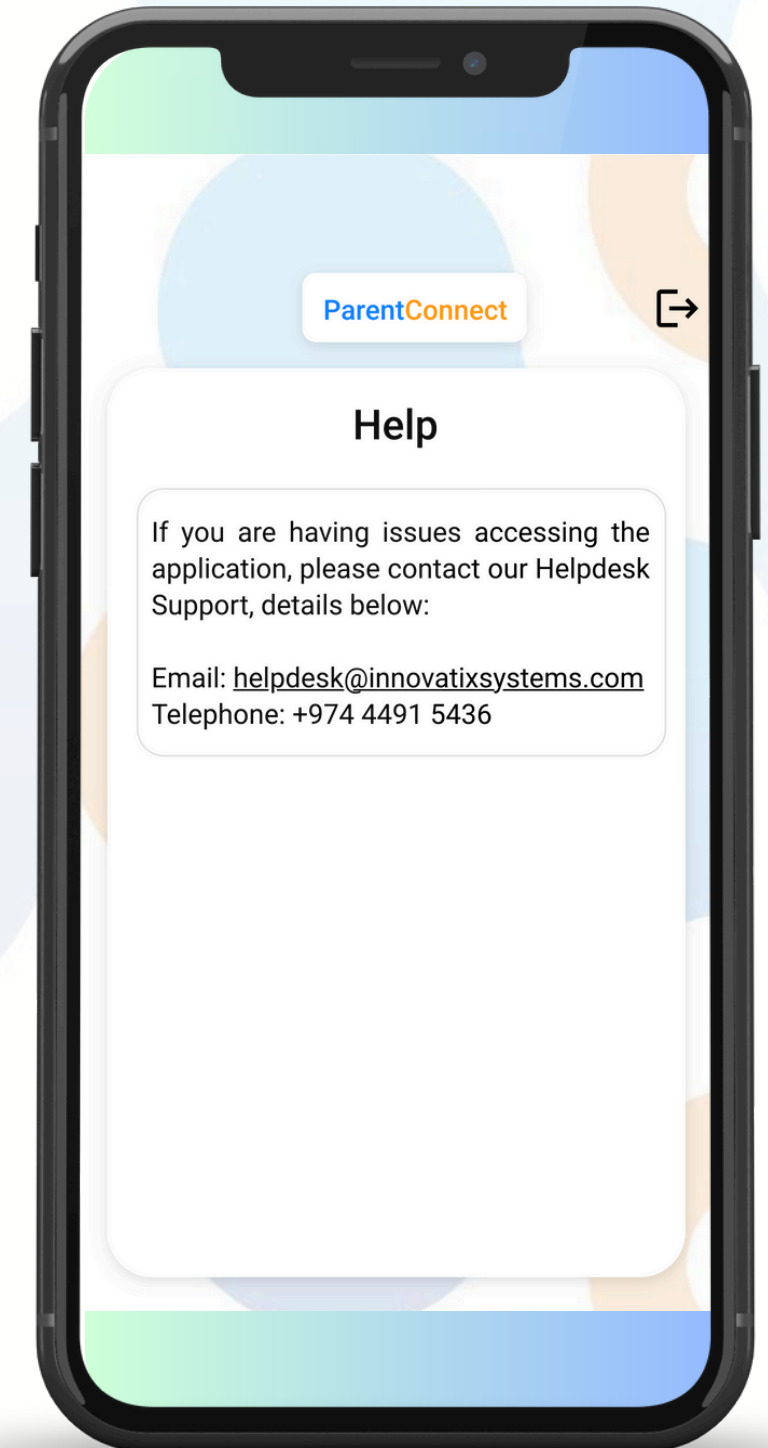 ParentConnect
Help
If you are having issues accessing the
application, please contact our Helpdesk
Support, details below:
Email: helpdesk@innovatixsystems.com
Telephone: +974 4491 5436